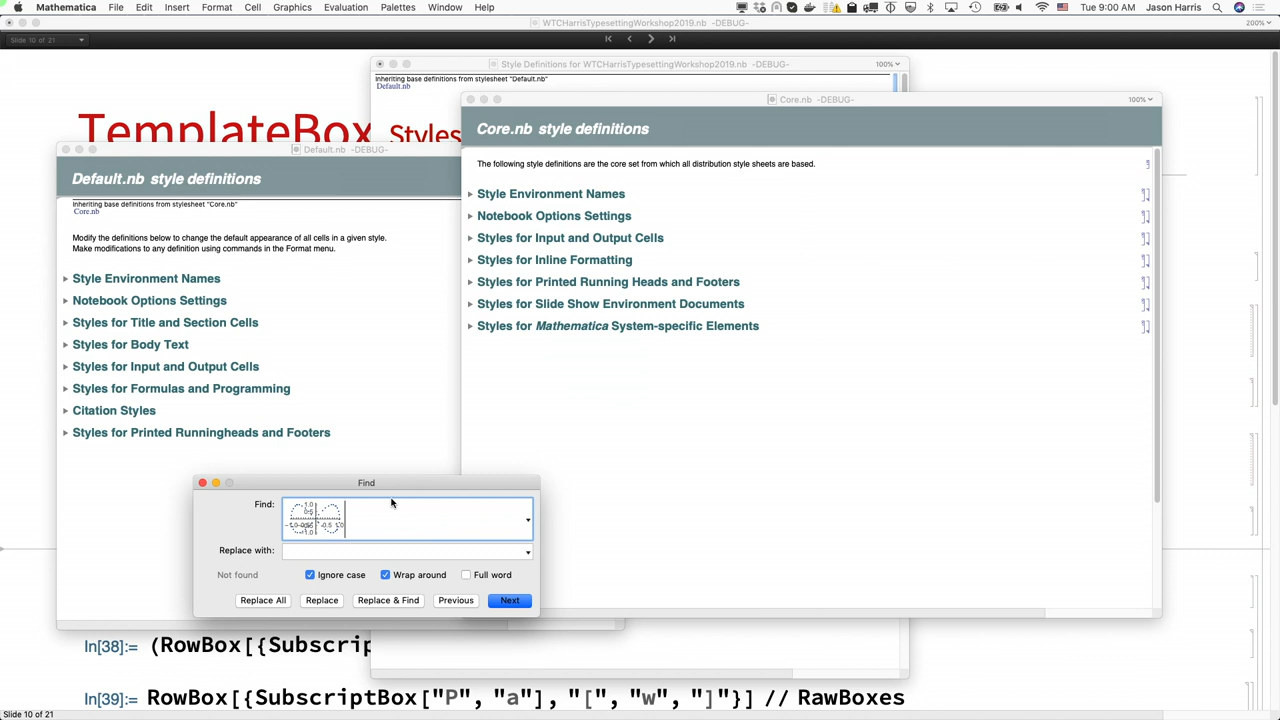 Mathematica File Edit Insert Format Cell Graphics Evaluation Palettes Window Help Tue 9:00 AM Jason Harris
WTCHarrisTypesettingWorkshop2019.nb -DEBUG- 200%
Slide 10 of 21
Style Definitions for WTCHarrisTypesettingWorkshop2019.nb -DEBUG- 100%
Inheriting base definitions from stylesheet "Default.nb"
Default.nb
TemplateBox Styles
Core.nb -DEBUG- 100%
Core.nb style definitions
The following style definitions are the core set from which all distribution style sheets are based.
Style Environment Names
Notebook Options Settings
Styles for Input and Output Cells
Styles for Inline Formatting
Styles for Printed Running Heads and Footers
Styles for Slide Show Environment Documents
Styles for Mathematica System-specific Elements
Default.nb -DEBUG-
Default.nb style definitions
Inheriting base definitions from stylesheet "Core.nb"
Core.nb
Modify the definitions below to change the default appearance of all cells in a given style.
Make modifications to any definition using commands in the Format menu.
Style Environment Names
Notebook Options Settings
Styles for Title and Section Cells
Styles for Body Text
Styles for Input and Output Cells
Styles for Formulas and Programming
Citation Styles
Styles for Printed Runningheads and Footers
Find
Find:
Replace with:
Not found Ignore case Wrap around Full word
Replace All Replace Replace & Find Previous Next
In[38]:= (RowBox[{Subscrip
In[39]:= RowBox[{SubscriptBox["P", "a"], "[", "w", "]"}] // RawBoxes
Slide 10 of 21